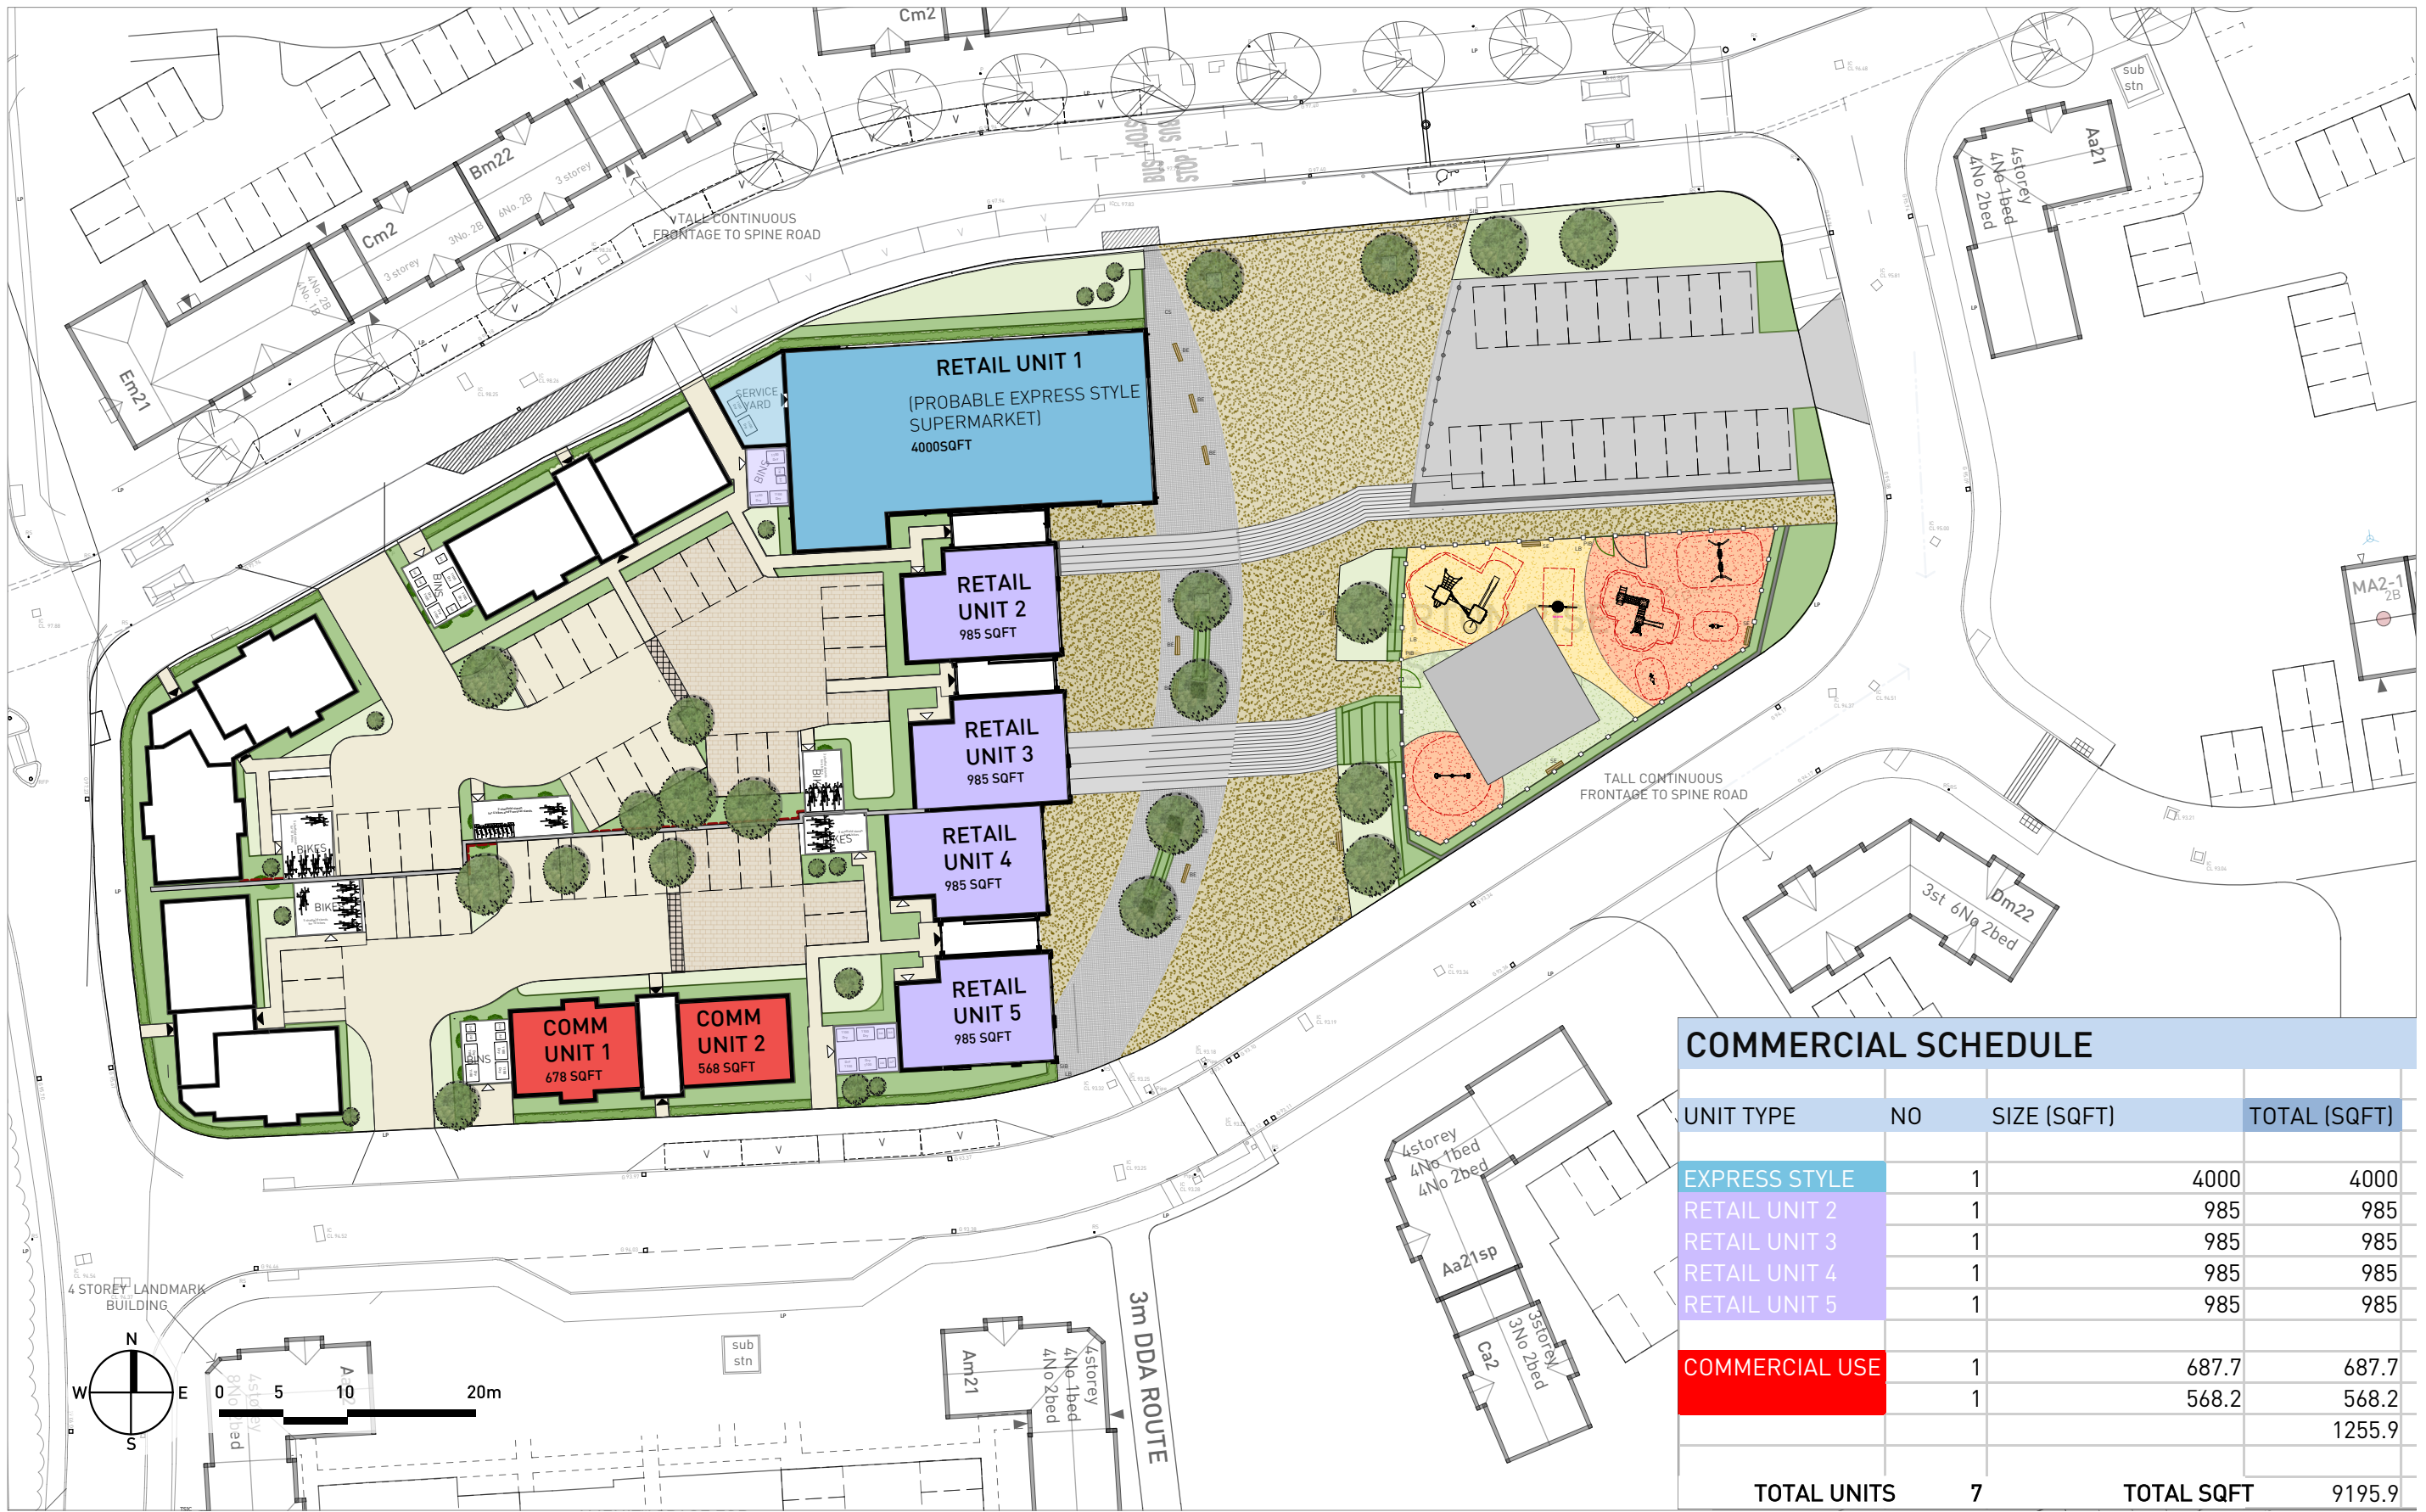 Cm2
sub
stn
Aa21
4storey
4No 1bed
4No 2bed
BUS
STOP
BUS
STOP
Bm22
3 storey
6No. 2B
Cm2
3No. 2B
3 storey
4No. 2B
4No. 1B
Em21
TALL CONTINUOUS
FRONTAGE TO SPINE ROAD
RETAIL UNIT 1
(PROBABLE EXPRESS STYLE
SUPERMARKET)
4000SQFT
SERVICE
YARD
BINS
BINS
RETAIL
UNIT 2
985 SQFT
RETAIL
UNIT 3
985 SQFT
RETAIL
UNIT 4
985 SQFT
RETAIL
UNIT 5
985 SQFT
BIKES
BIKES
BIKES
BIKES
BINS
COMM
UNIT 1
678 SQFT
COMM
UNIT 2
568 SQFT
MA2-1
2B
TALL CONTINUOUS
FRONTAGE TO SPINE ROAD
Dm22
3st 6No 2bed
4storey
4No 1bed
4No 2bed
Aa21sp
3storey
3No 2bed
Ca2
3m DDA ROUTE
4storey
4No 1bed
4No 2bed
Am21
sub
stn
4 STOREY LANDMARK
BUILDING
4storey
8No 2bed
N
W
E
S
0 5 10 20m
COMMERCIAL SCHEDULE
UNIT TYPE NO SIZE (SQFT) TOTAL (SQFT)
EXPRESS STYLE 1 4000 4000
RETAIL UNIT 2 1 985 985
RETAIL UNIT 3 1 985 985
RETAIL UNIT 4 1 985 985
RETAIL UNIT 5 1 985 985
COMMERCIAL USE 1 687.7 687.7
1 568.2 568.2
1255.9
TOTAL UNITS 7 TOTAL SQFT 9195.9